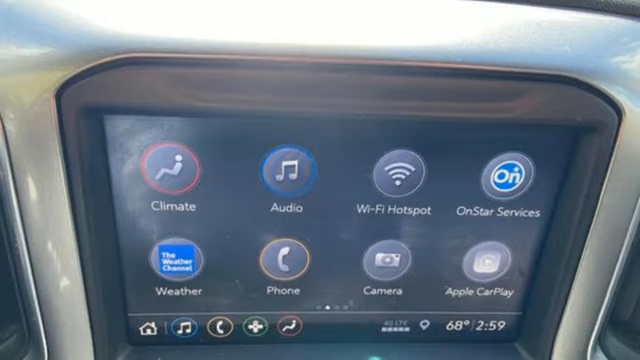 Climate Audio Wi-Fi Hotspot OnStar Services
On
The
Weather
Channel
Weather Phone Camera Apple CarPlay
4G LTE 68° 2:59